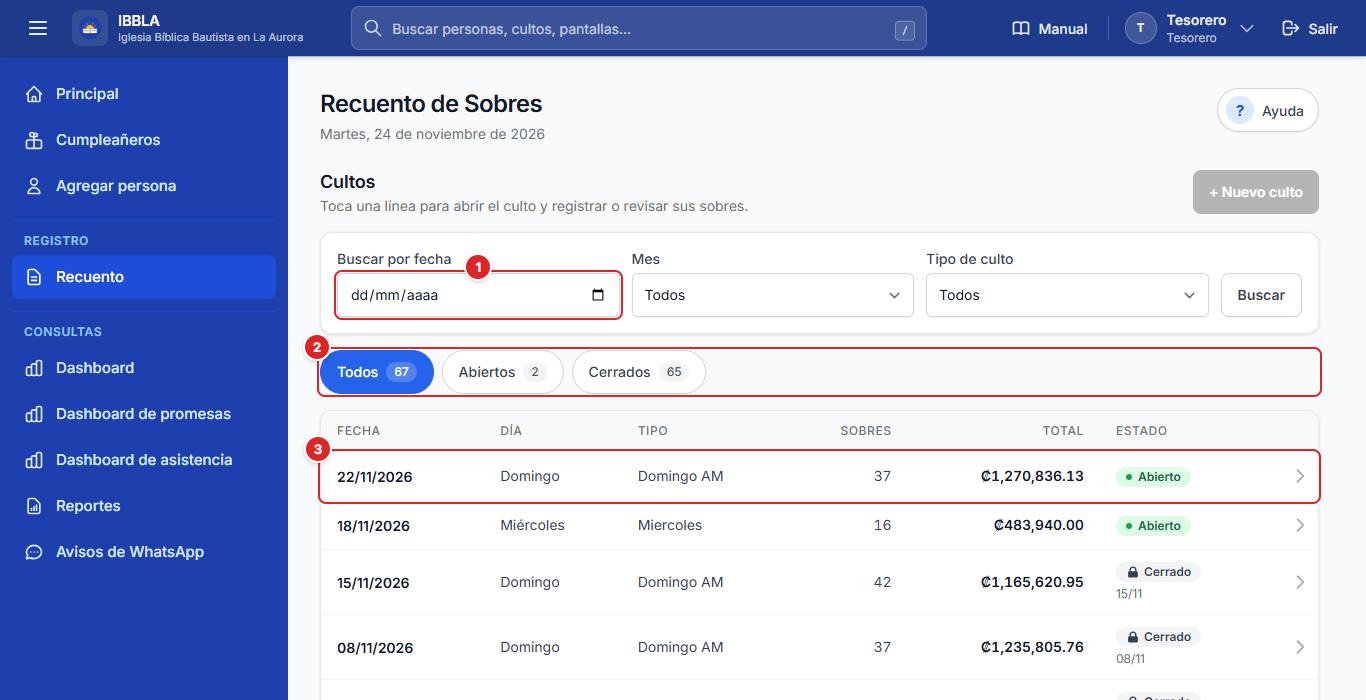 IBBLA
Iglesia Bíblica Bautista en La Aurora
Buscar personas, cultos, pantallas...
/
Manual
T
Tesorero
Tesorero
Salir
Principal
Cumpleañeros
Agregar persona
REGISTRO
Recuento
CONSULTAS
Dashboard
Dashboard de promesas
Dashboard de asistencia
Reportes
Avisos de WhatsApp
Recuento de Sobres
Martes, 24 de noviembre de 2026
? Ayuda
Cultos
Toca una línea para abrir el culto y registrar o revisar sus sobres.
+ Nuevo culto
Buscar por fecha
1
Mes
Tipo de culto
dd/mm/aaaa
Todos
Todos
Buscar
2
Todos 67
Abiertos 2
Cerrados 65
FECHA DÍA TIPO SOBRES TOTAL ESTADO
3
22/11/2026 Domingo Domingo AM 37 ₡1,270,836.13 Abierto
18/11/2026 Miércoles Miercoles 16 ₡483,940.00 Abierto
15/11/2026 Domingo Domingo AM 42 ₡1,165,620.95 Cerrado
15/11
08/11/2026 Domingo Domingo AM 37 ₡1,235,805.76 Cerrado
08/11